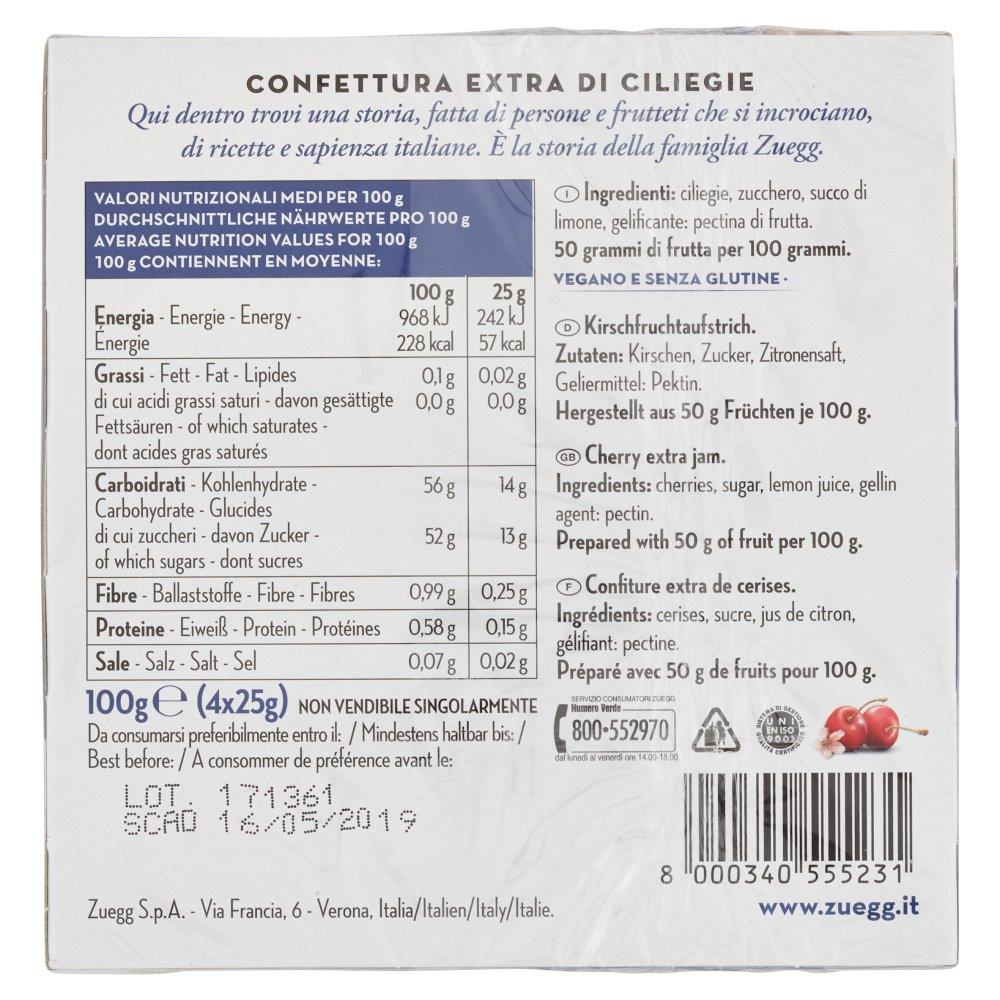 CONFETTURA EXTRA DI CILIEGIE
Qui dentro trovi una storia, fatta di persone e frutteti che si incrociano,
di ricette e sapienza italiane. È la storia della famiglia Zuegg.
VALORI NUTRIZIONALI MEDI PER 100 g
DURCHSCHNITTLICHE NÄHRWERTE PRO 100 g
AVERAGE NUTRITION VALUES FOR 100 g
100 g CONTIENNENT EN MOYENNE:
100 g 25 g
Energia - Energie - Energy - 968 kJ 242 kJ
Énergie 228 kcal 57 kcal
Grassi - Fett - Fat - Lipides 0,1 g 0,02 g
di cui acidi grassi saturi - davon gesättigte 0,0 g 0,0 g
Fettsäuren - of which saturates -
dont acides gras saturés
Carboidrati - Kohlenhydrate - 56 g 14 g
Carbohydrate - Glucides
di cui zuccheri - davon Zucker - 52 g 13 g
of which sugars - dont sucres
Fibre - Ballaststoffe - Fibre - Fibres 0,99 g 0,25 g
Proteine - Eiweiß - Protein - Protéines 0,58 g 0,15 g
Sale - Salz - Salt - Sel 0,07 g 0,02 g
100g e (4x25g) NON VENDIBILE SINGOLARMENTE
Da consumarsi preferibilmente entro il: / Mindestens haltbar bis: /
Best before: / A consommer de préférence avant le:
LOT. 171361
SCAD 16/05/2019
Zuegg S.p.A. - Via Francia, 6 - Verona, Italia/Italien/Italy/Italie.
I Ingredienti: ciliegie, zucchero, succo di
limone, gelificante: pectina di frutta.
50 grammi di frutta per 100 grammi.
VEGANO E SENZA GLUTINE •
D Kirschfruchtaufstrich.
Zutaten: Kirschen, Zucker, Zitronensaft,
Geliermittel: Pektin.
Hergestellt aus 50 g Früchten je 100 g.
GB Cherry extra jam.
Ingredients: cherries, sugar, lemon juice, gellin
agent: pectin.
Prepared with 50 g of fruit per 100 g.
F Confiture extra de cerises.
Ingrédients: cerises, sucre, jus de citron,
gélifiant: pectine.
Préparé avec 50 g de fruits pour 100 g.
SERVIZIO CONSUMATORI ZUEGG
Numero Verde
800-552970
dal lunedì al venerdì ore 14.00-18.00
SISTEMA DI GESTIONE
UNI
EN ISO
9001
QUALITÀ CERTIFICATO
8 000340 555231
www.zuegg.it